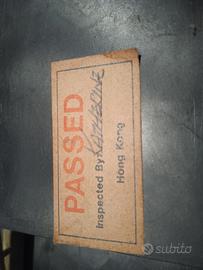 PASSED
Inspected By
Hong Kong
subito